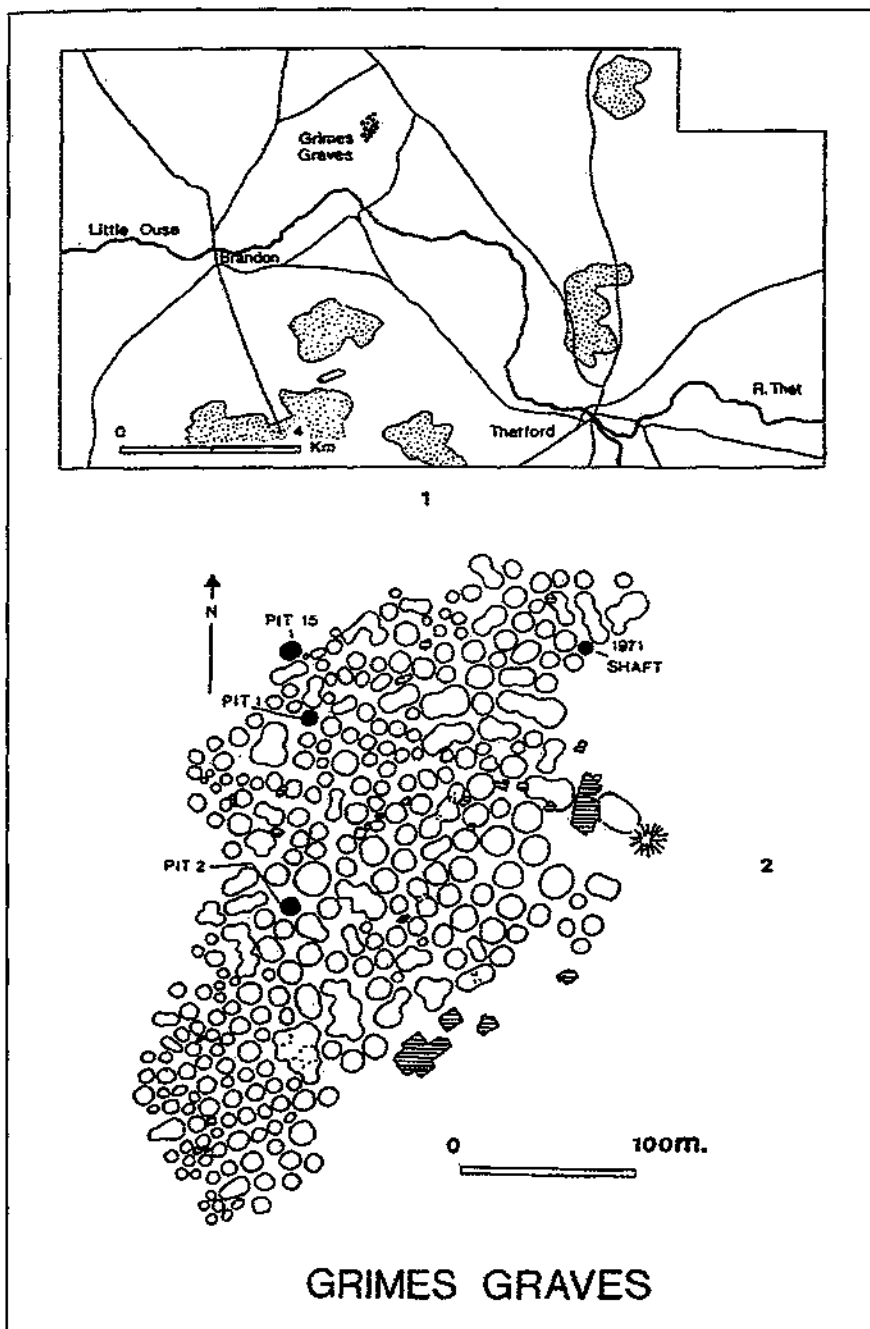 Grimes
Graves
Little Ouse
Brandon
R. Thet
Thetford
0 4
Km
1
N
PIT 15
1971
SHAFT
PIT 1
PIT 2
2
0 100m.
GRIMES GRAVES